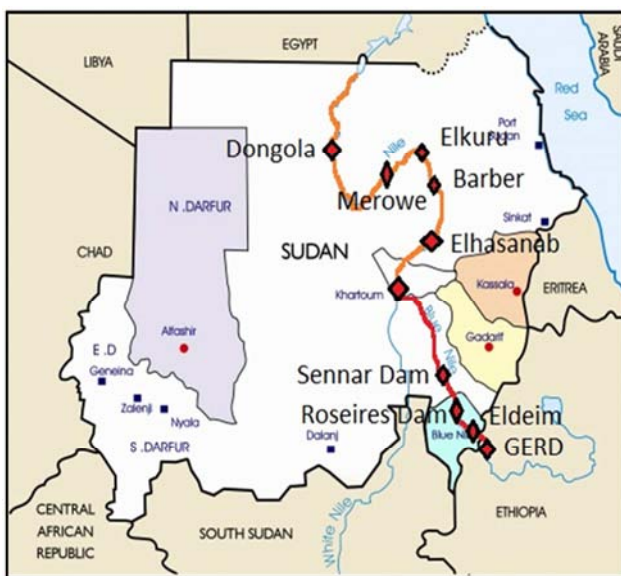 EGYPT
LIBYA
SAUDI
ARABIA
Red
Sea
Port
Sudan
Dongola
Nile
Elkuru
Merowe
Barber
N .DARFUR
Sinkat
CHAD
SUDAN
Elhasanab
Kassala
ERITREA
Khartoum
Blue
Nile
Alfashir
Gadarif
E .D
Geneina
Zalenji
Nyala
Sennar Dam
Roseires Dam
Eldeim
Blue Ni
GERD
S .DARFUR
Dalanj
CENTRAL
AFRICAN
REPUBLIC
SOUTH SUDAN
White Nile
ETHIOPIA